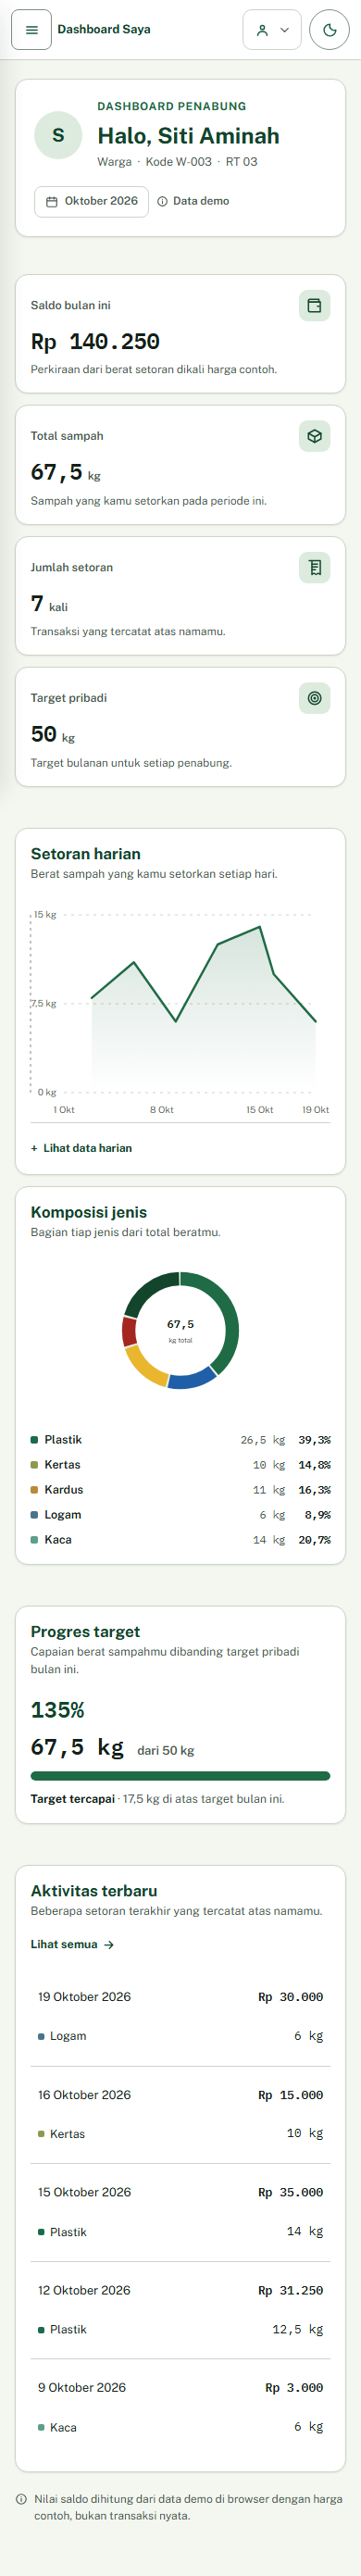 Dashboard Saya
S
DASHBOARD PENABUNG
Halo, Siti Aminah
Warga · Kode W-003 · RT 03
Oktober 2026 Data demo
Saldo bulan ini
Rp 140.250
Perkiraan dari berat setoran dikali harga contoh.
Total sampah
67,5 kg
Sampah yang kamu setorkan pada periode ini.
Jumlah setoran
7 kali
Transaksi yang tercatat atas namamu.
Target pribadi
50 kg
Target bulanan untuk setiap penabung.
Setoran harian
Berat sampah yang kamu setorkan setiap hari.
15 kg
7.5 kg
0 kg
1 Okt 8 Okt 15 Okt 19 Okt
+ Lihat data harian
Komposisi jenis
Bagian tiap jenis dari total beratmu.
67,5
kg total
Plastik 26,5 kg 39,3%
Kertas 10 kg 14,8%
Kardus 11 kg 16,3%
Logam 6 kg 8,9%
Kaca 14 kg 20,7%
Progres target
Capaian berat sampahmu dibanding target pribadi
bulan ini.
135%
67,5 kg dari 50 kg
Target tercapai · 17,5 kg di atas target bulan ini.
Aktivitas terbaru
Beberapa setoran terakhir yang tercatat atas namamu.
Lihat semua →
19 Oktober 2026 Rp 30.000
Logam 6 kg
16 Oktober 2026 Rp 15.000
Kertas 10 kg
15 Oktober 2026 Rp 35.000
Plastik 14 kg
12 Oktober 2026 Rp 31.250
Plastik 12,5 kg
9 Oktober 2026 Rp 3.000
Kaca 6 kg
Nilai saldo dihitung dari data demo di browser dengan harga
contoh, bukan transaksi nyata.